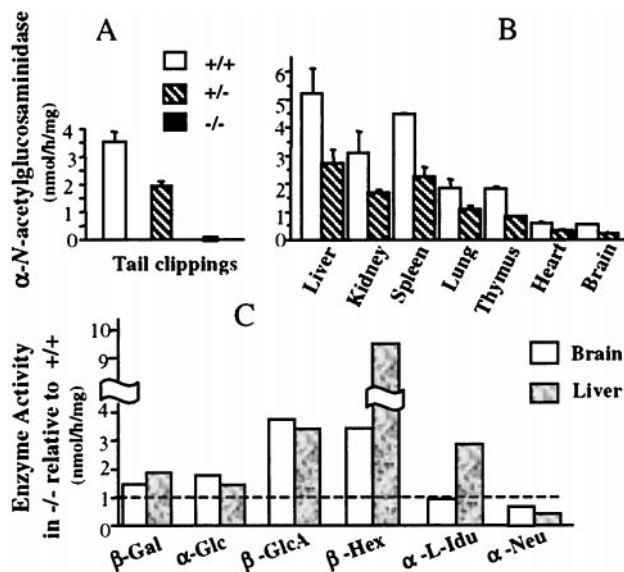 A
B
+/+
+/-
-/-
α-N-acetylglucosaminidase
(nmol/h/mg)
4
3
2
1
0
Tail clippings
6
5
4
3
2
1
0
Liver
Kidney
Spleen
Lung
Thymus
Heart
Brain
C
Enzyme Activity
in -/- relative to +/+
(nmol/h/mg)
10
9
4
3
2
1
0
Brain
Liver
β-Gal
α-Glc
β-GlcA
β-Hex
α-L-Idu
α-Neu